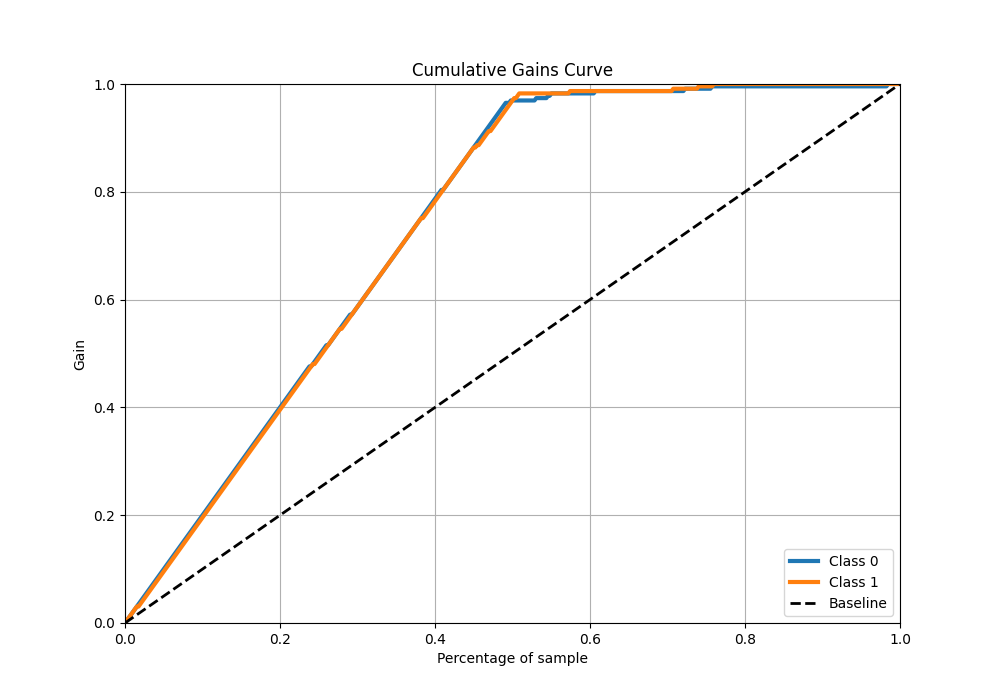 Cumulative Gains Curve
1.0
0.8
0.6
0.4
0.2
0.0
Gain
0.0 0.2 0.4 0.6 0.8 1.0
Percentage of sample
Class 0
Class 1
Baseline